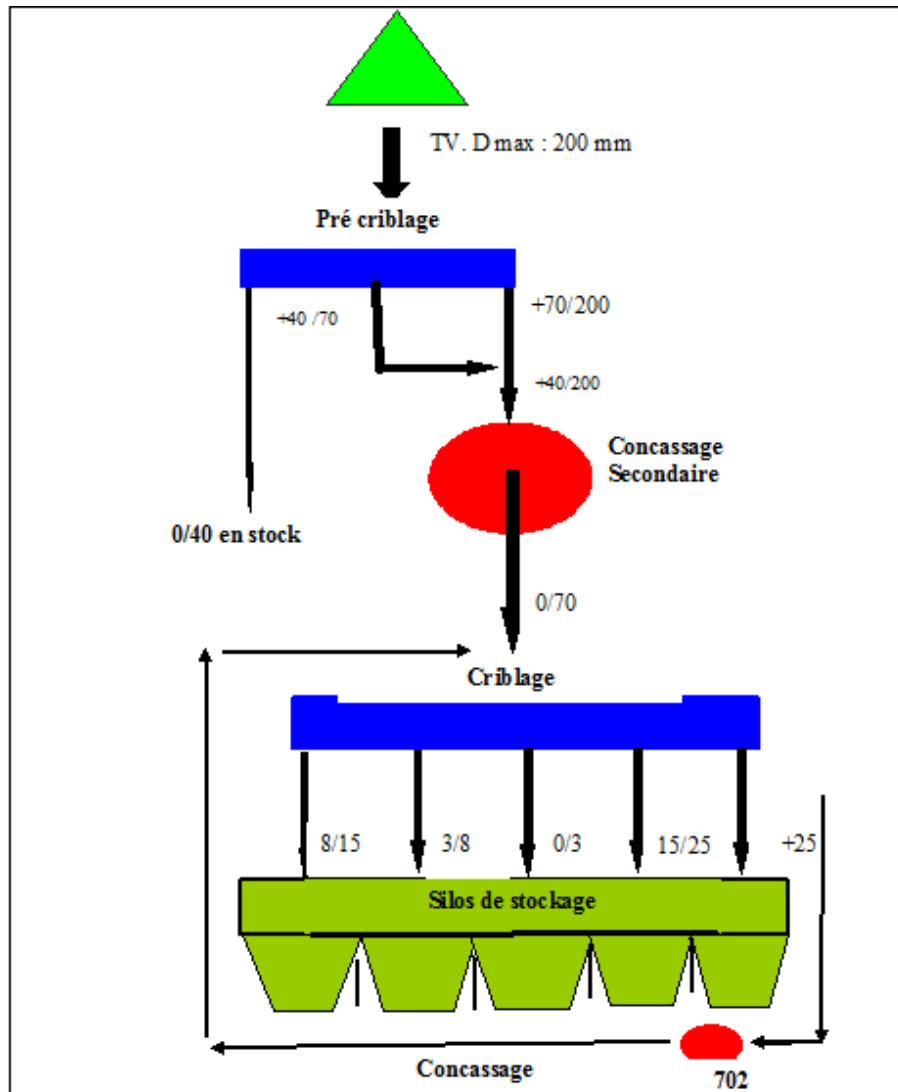 TV. D max : 200 mm
Pré criblage
+40 /70
+70/200
+40/200
Concassage
Secondaire
0/40 en stock
0/70
Criblage
8/15
3/8
0/3
15/25
+25
Silos de stockage
Concassage
702